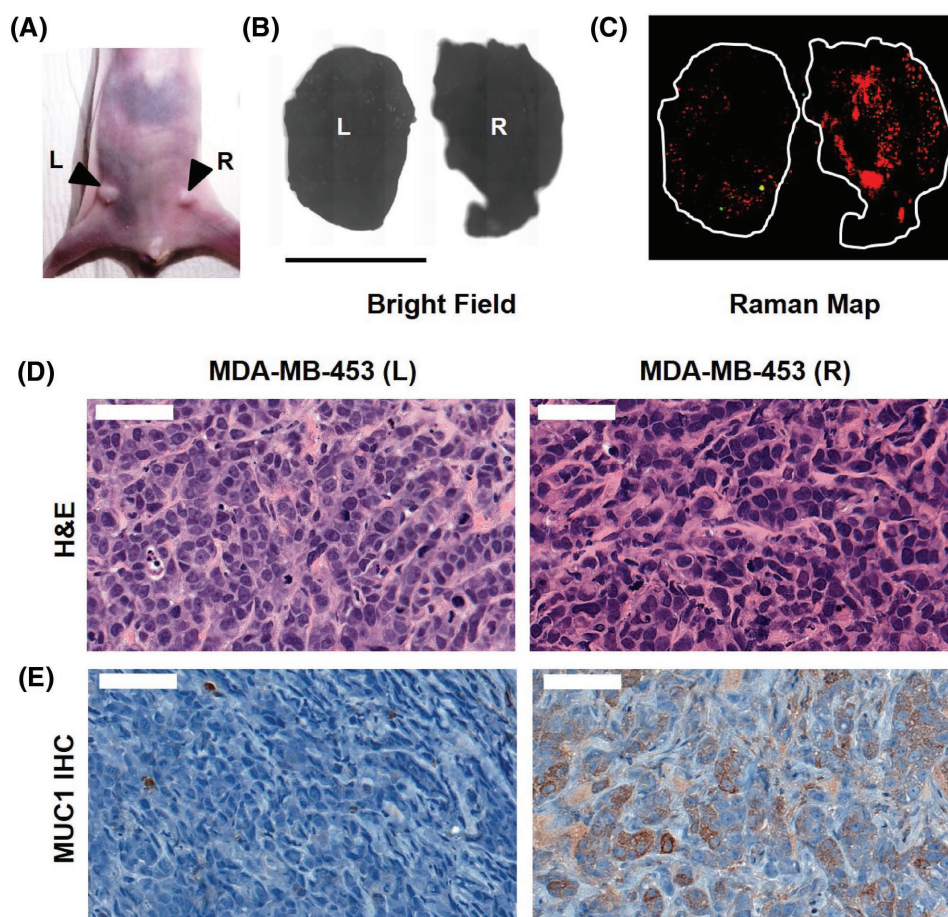 (A)
(B)
(C)
L
R
L
R
Bright Field
Raman Map
(D)
MDA-MB-453 (L)
MDA-MB-453 (R)
H&E
(E)
MUC1 IHC